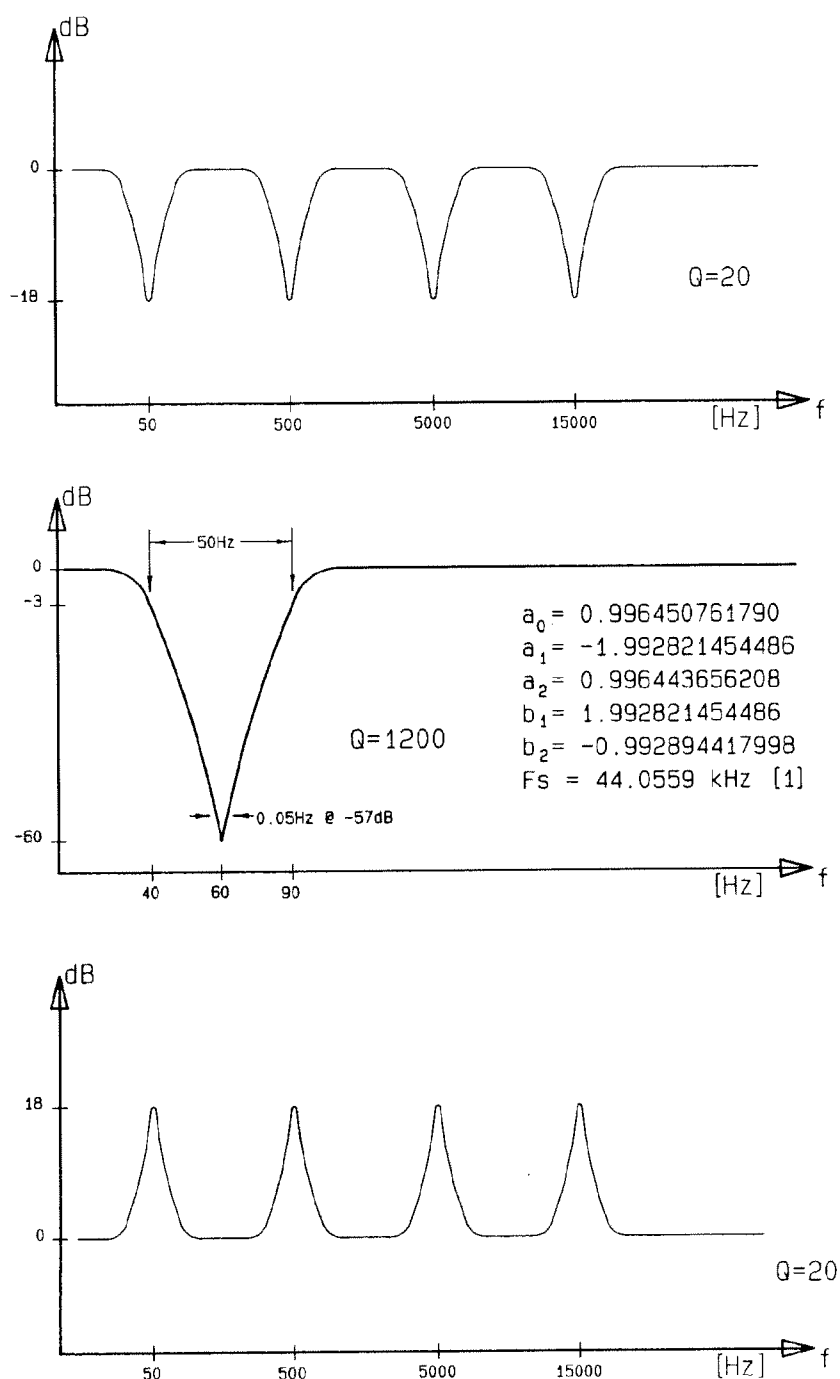 dB
0
-18
Q=20
50 500 5000 15000 [Hz] f
dB
0
-3
50Hz
a₀= 0.996450761790
a₁= -1.992821454486
a₂= 0.996443656208
b₁= 1.992821454486
b₂= -0.992894417998
Fs = 44.0559 kHz [1]
Q=1200
0.05Hz @ -57dB
-60
40 60 90 [Hz] f
dB
18
0
Q=20
50 500 5000 15000 [Hz] f